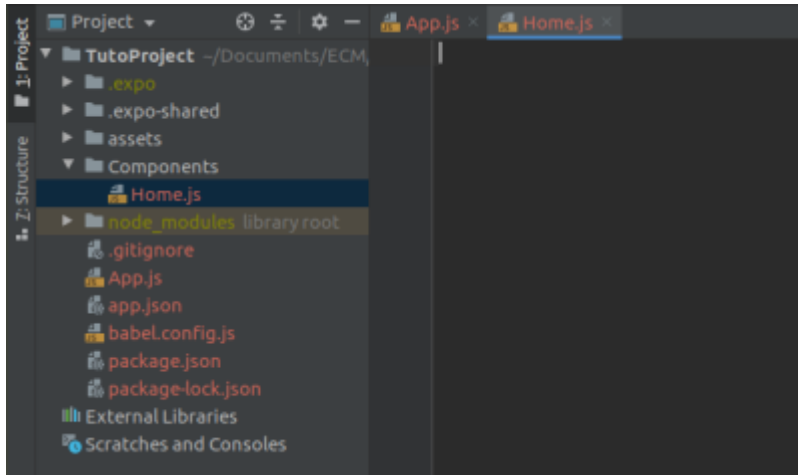 1: Project
Z: Structure
Project
App.js
Home.js
TutoProject ~/Documents/ECM,
.expo
.expo-shared
assets
Components
Home.js
node_modules library root
.gitignore
App.js
app.json
babel.config.js
package.json
package-lock.json
External Libraries
Scratches and Consoles